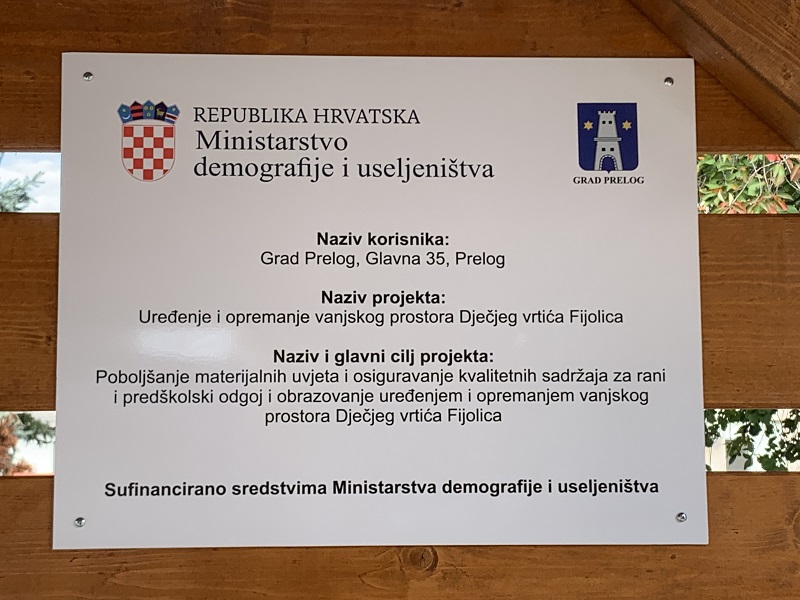 REPUBLIKA HRVATSKA
Ministarstvo
demografije i useljeništva
GRAD PRELOG
Naziv korisnika:
Grad Prelog, Glavna 35, Prelog
Naziv projekta:
Uređenje i opremanje vanjskog prostora Dječjeg vrtića Fijolica
Naziv i glavni cilj projekta:
Poboljšanje materijalnih uvjeta i osiguravanje kvalitetnih sadržaja za rani
i predškolski odgoj i obrazovanje uređenjem i opremanjem vanjskog
prostora Dječjeg vrtića Fijolica
Sufinancirano sredstvima Ministarstva demografije i useljeništva